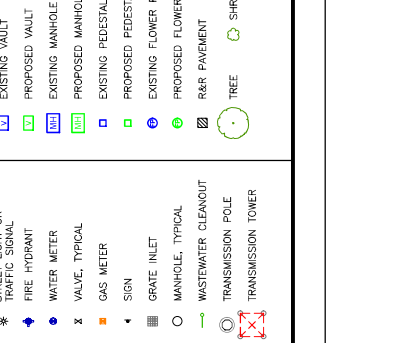 EXISTING VAULT
PROPOSED VAULT
EXISTING MANHOLE
PROPOSED
EXISTING PEDESTAL
PROPOSED
EXISTING FLOWER
PROPOSED FLOWER
R&R PAVEMENT
TREE
V
V
MH
MH
TRAFFIC SIGNAL
FIRE HYDRANT
WATER METER
VALVE, TYPICAL
GAS METER
SIGN
GRATE INLET
MANHOLE, TYPICAL
WASTEWATER CLEANOUT
TRANSMISSION POLE
TRANSMISSION TOWER